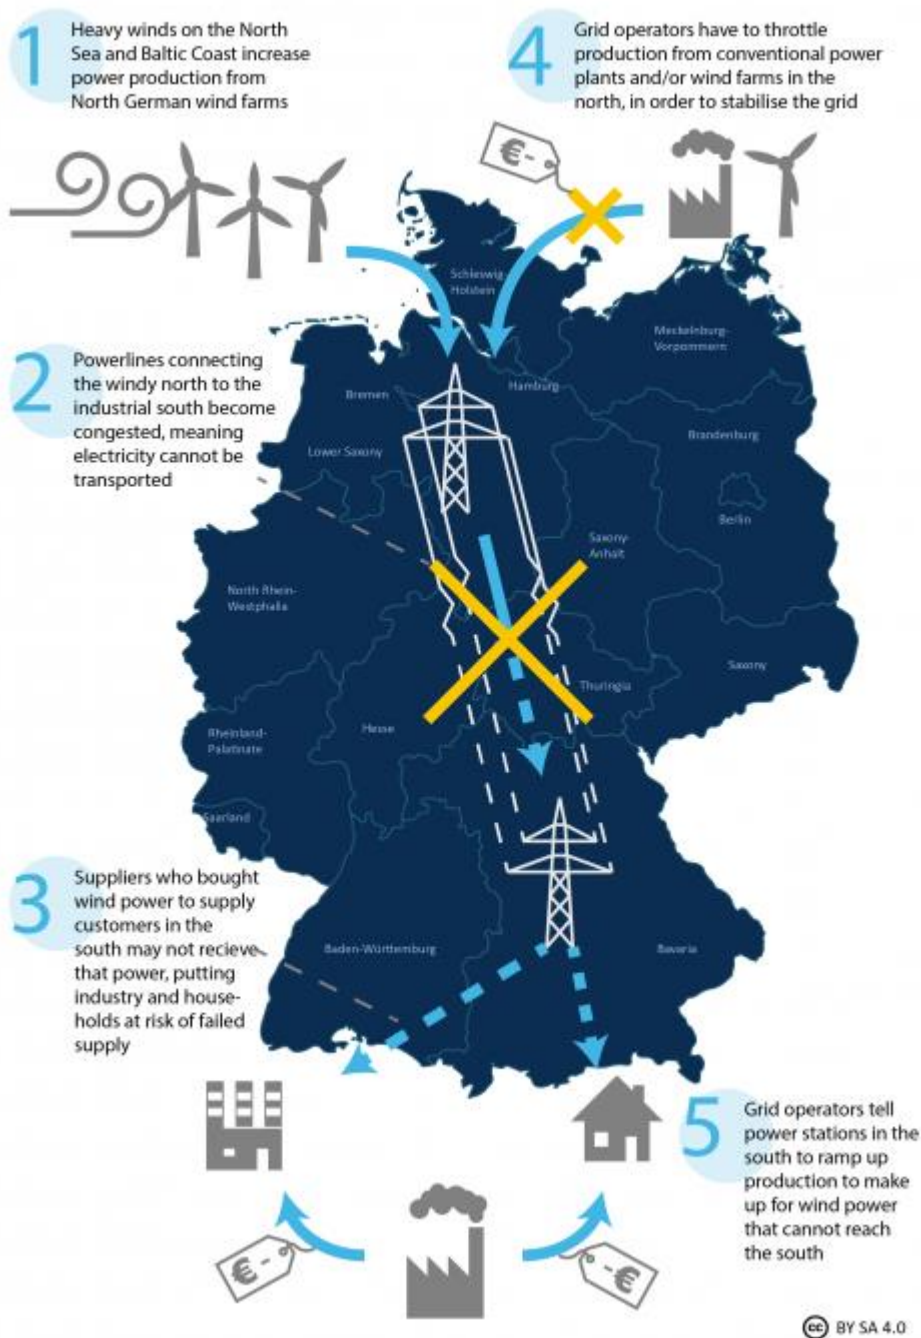 1
Heavy winds on the North
Sea and Baltic Coast increase
power production from
North German wind farms
4
Grid operators have to throttle
production from conventional power
plants and/or wind farms in the
north, in order to stabilise the grid
€-
Schleswig-
Holstein
Mecklenburg-
Vorpommern
2
Powerlines connecting
the windy north to the
industrial south become
congested, meaning
electricity cannot be
transported
Bremen
Hamburg
Lower Saxony
Brandenburg
Berlin
Saxony-
Anhalt
North Rhein-
Westphalia
Saxony
Thuringia
Hesse
Rheinland-
Palatinate
Saarland
3
Suppliers who bought
wind power to supply
customers in the
south may not recieve
that power, putting
industry and house-
holds at risk of failed
supply
Baden-Württemburg
Bavaria
5
Grid operators tell
power stations in the
south to ramp up
production to make
up for wind power
that cannot reach
the south
€-
-€
cc BY SA 4.0